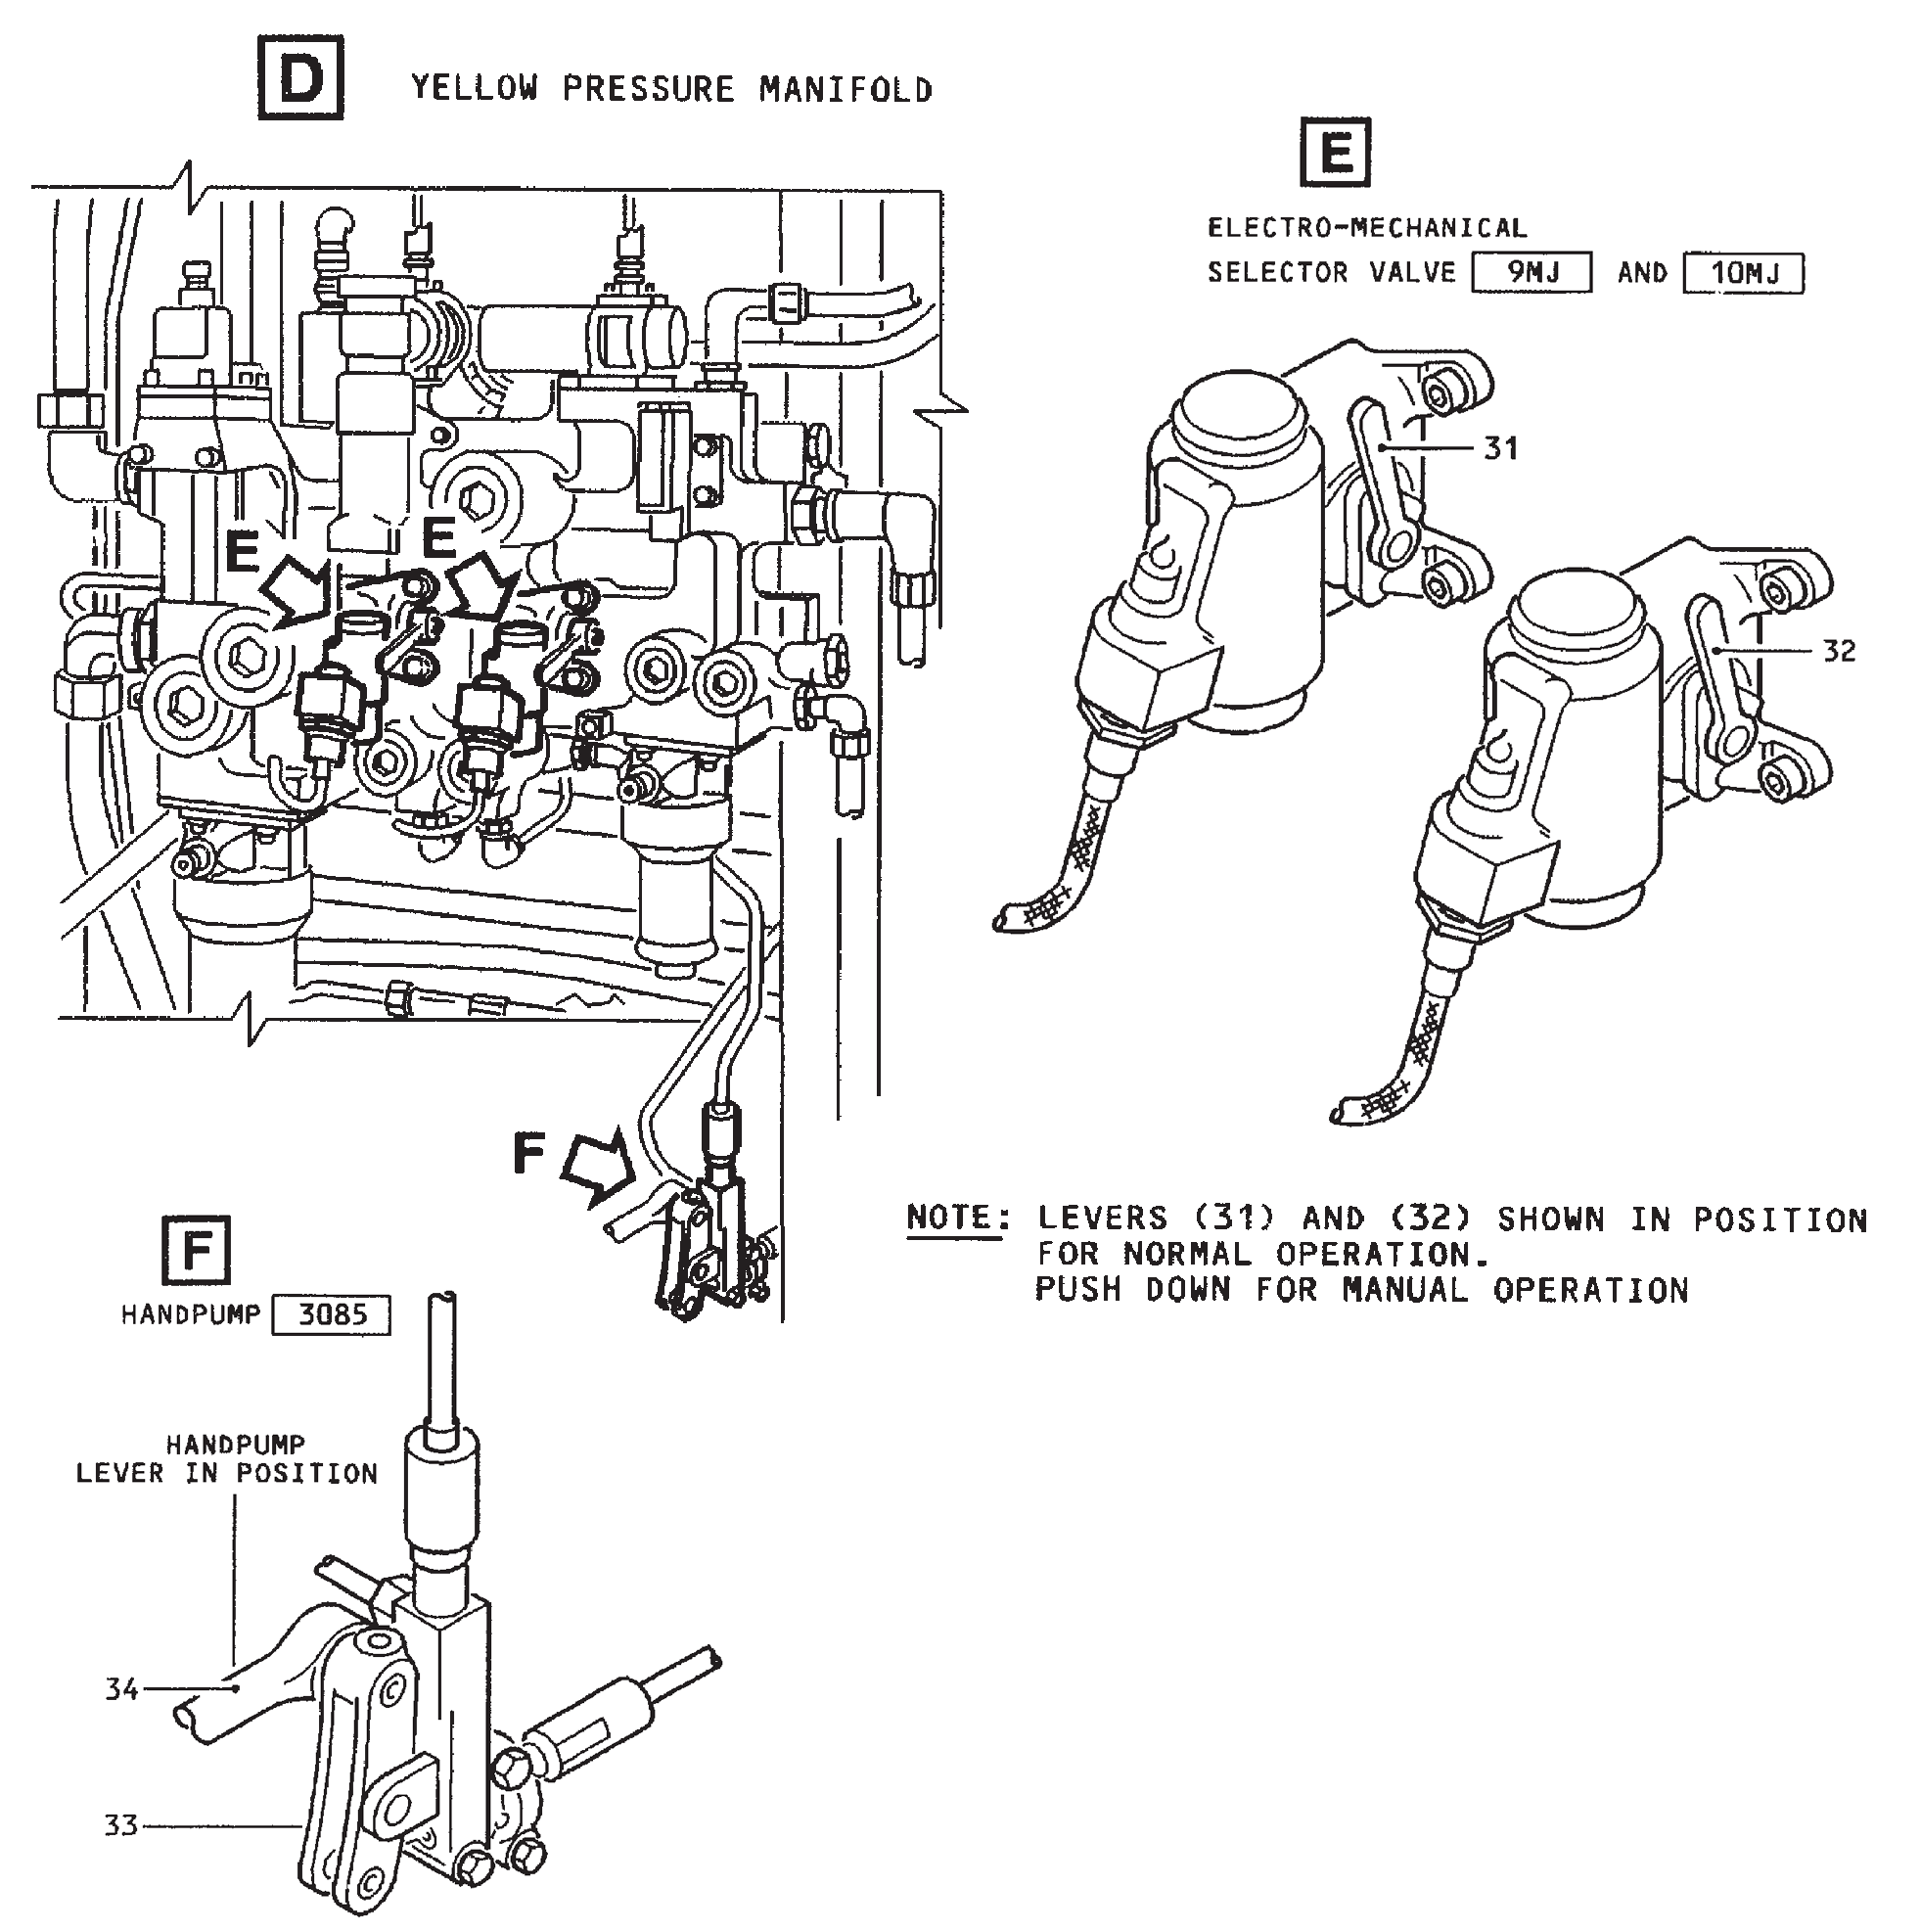 D
YELLOW PRESSURE MANIFOLD
E
ELECTRO-MECHANICAL
SELECTOR VALVE 9MJ AND 10MJ
31
E
E
32
F
NOTE: LEVERS (31) AND (32) SHOWN IN POSITION
FOR NORMAL OPERATION.
PUSH DOWN FOR MANUAL OPERATION
F
HANDPUMP 3085
HANDPUMP
LEVER IN POSITION
34
33